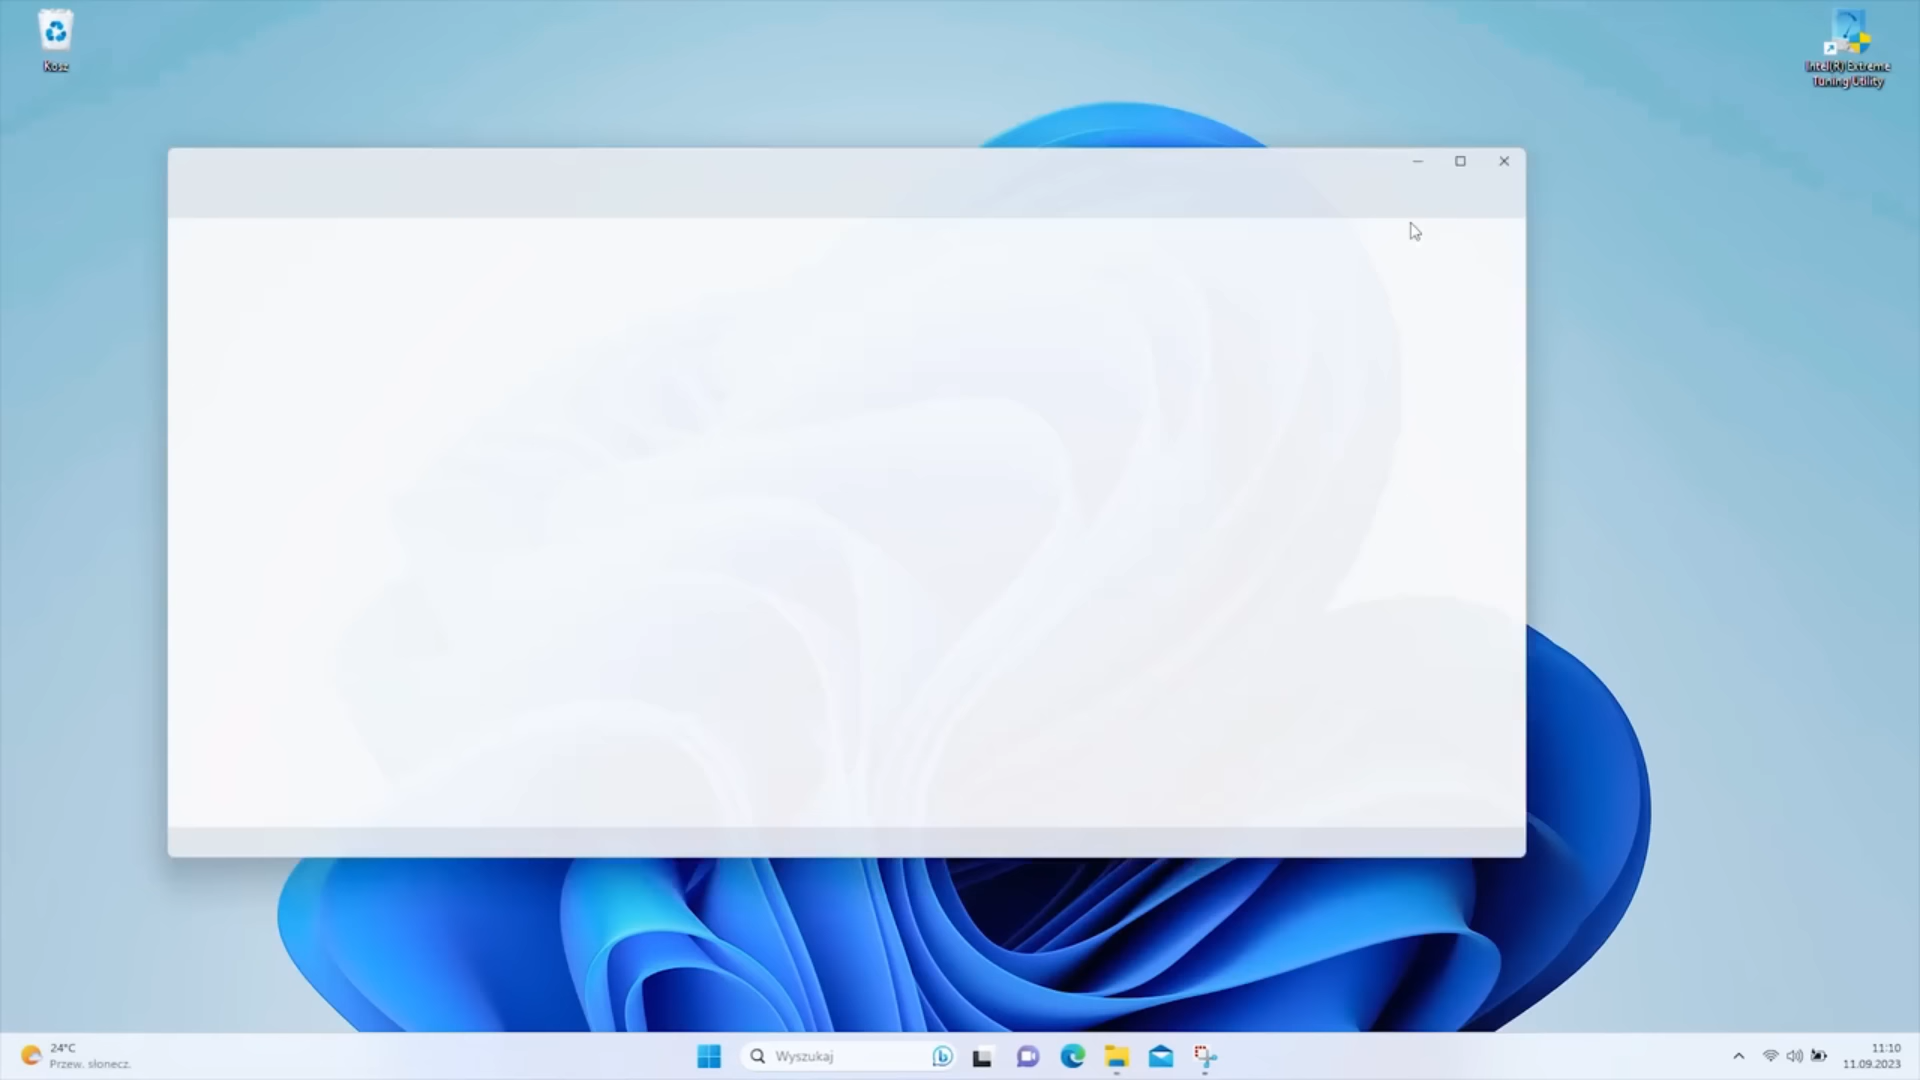 Kosz
Intel(R) Extreme
Tuning Utility
24°C
Przew. słonecz.
Wyszukaj
11:10
11.09.2023